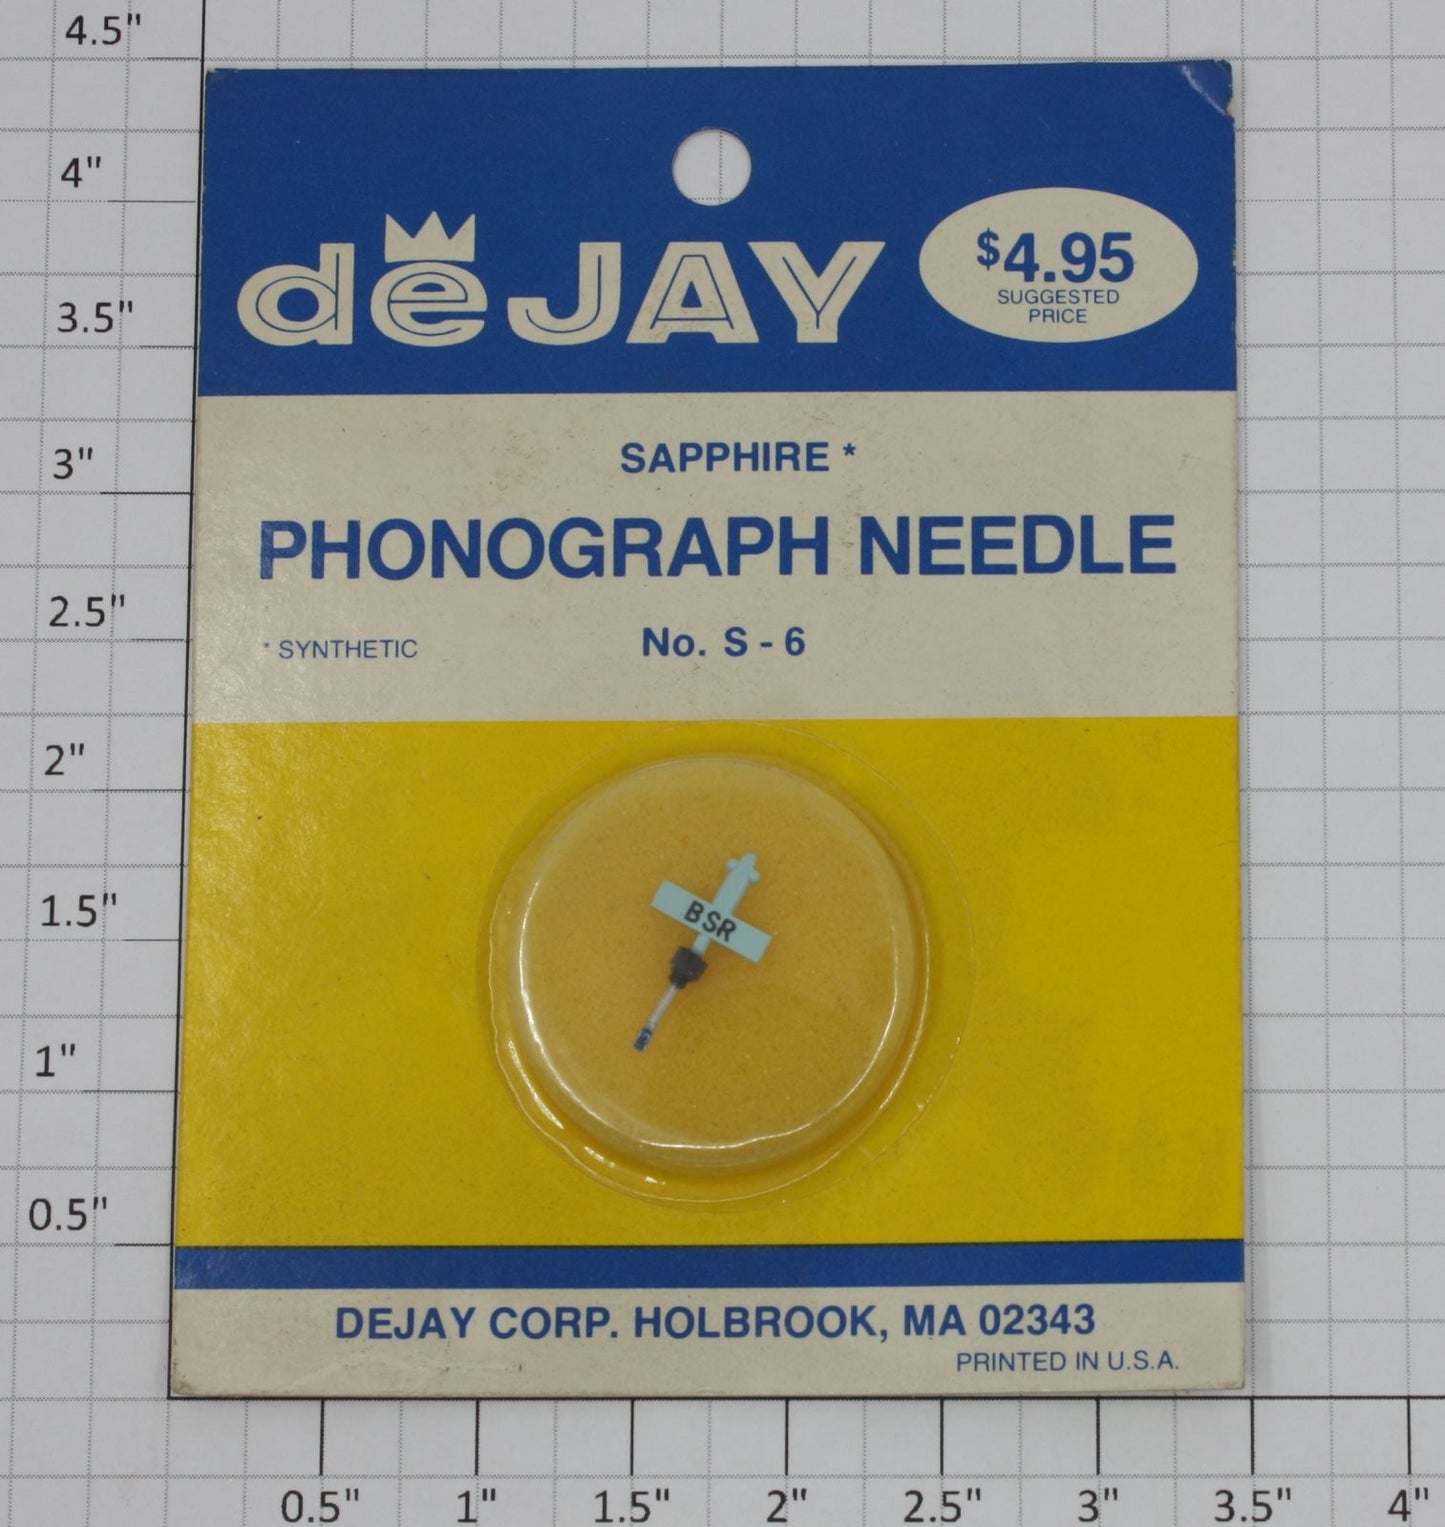 4.5"
4"
3.5"
3"
2.5"
2"
1.5"
1"
0.5"
deJAY
$4.95
SUGGESTED
PRICE
SAPPHIRE *
PHONOGRAPH NEEDLE
* SYNTHETIC No. S - 6
BSR
DEJAY CORP. HOLBROOK, MA 02343
PRINTED IN U.S.A.
0.5" 1" 1.5" 2" 2.5" 3" 3.5" 4"